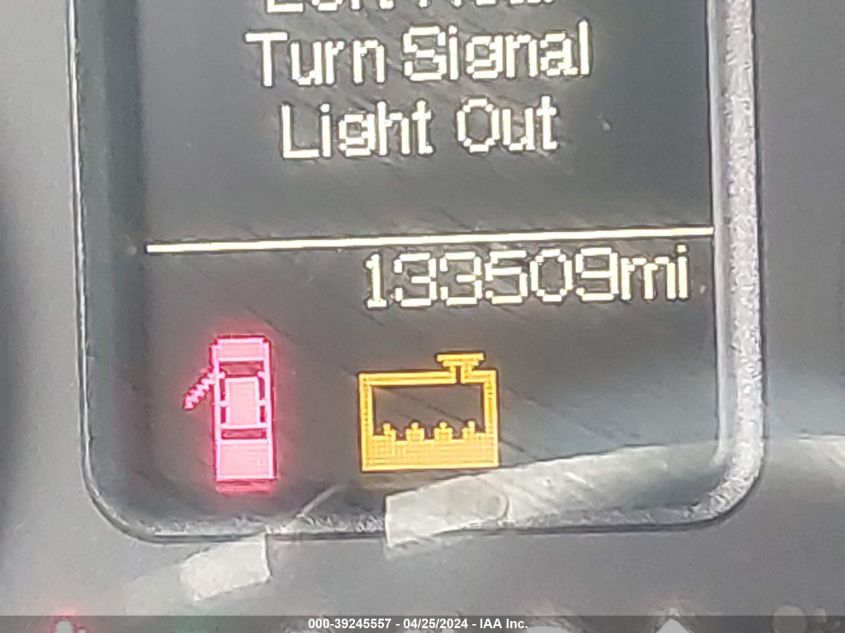 Turn Signal
Light Out
133509mi
000-39245557 - 04/25/2024 - IAA Inc.